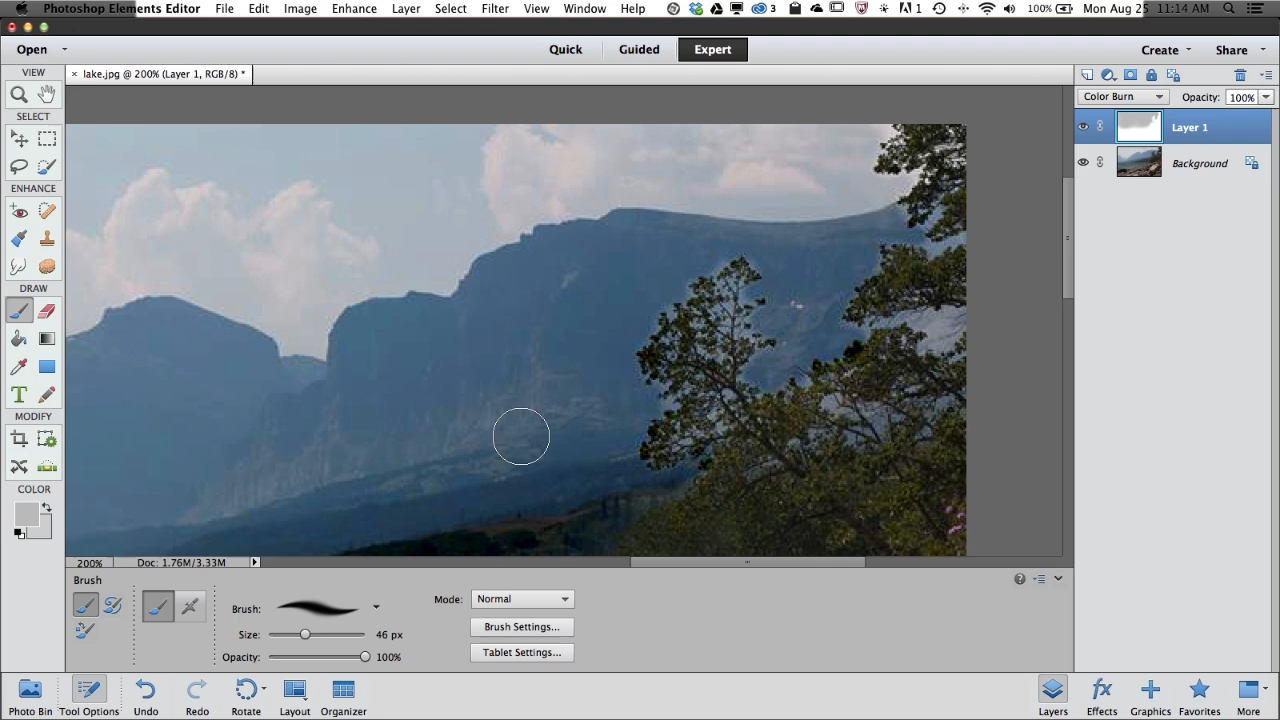 Photoshop Elements Editor File Edit Image Enhance Layer Select Filter View Window Help 3 1 100% Mon Aug 25 11:14 AM
Open Quick Guided Expert Create Share
VIEW
× lake.jpg @ 200% (Layer 1, RGB/8) *
SELECT
ENHANCE
DRAW
T
MODIFY
COLOR
Color Burn Opacity: 100%
Layer 1
Background
200% Doc: 1.76M/3.33M
Brush
Brush:
Size: 46 px
Opacity: 100%
Mode: Normal
Brush Settings...
Tablet Settings...
Photo Bin Tool Options Undo Redo Rotate Layout Organizer Layers fx Effects Graphics Favorites More